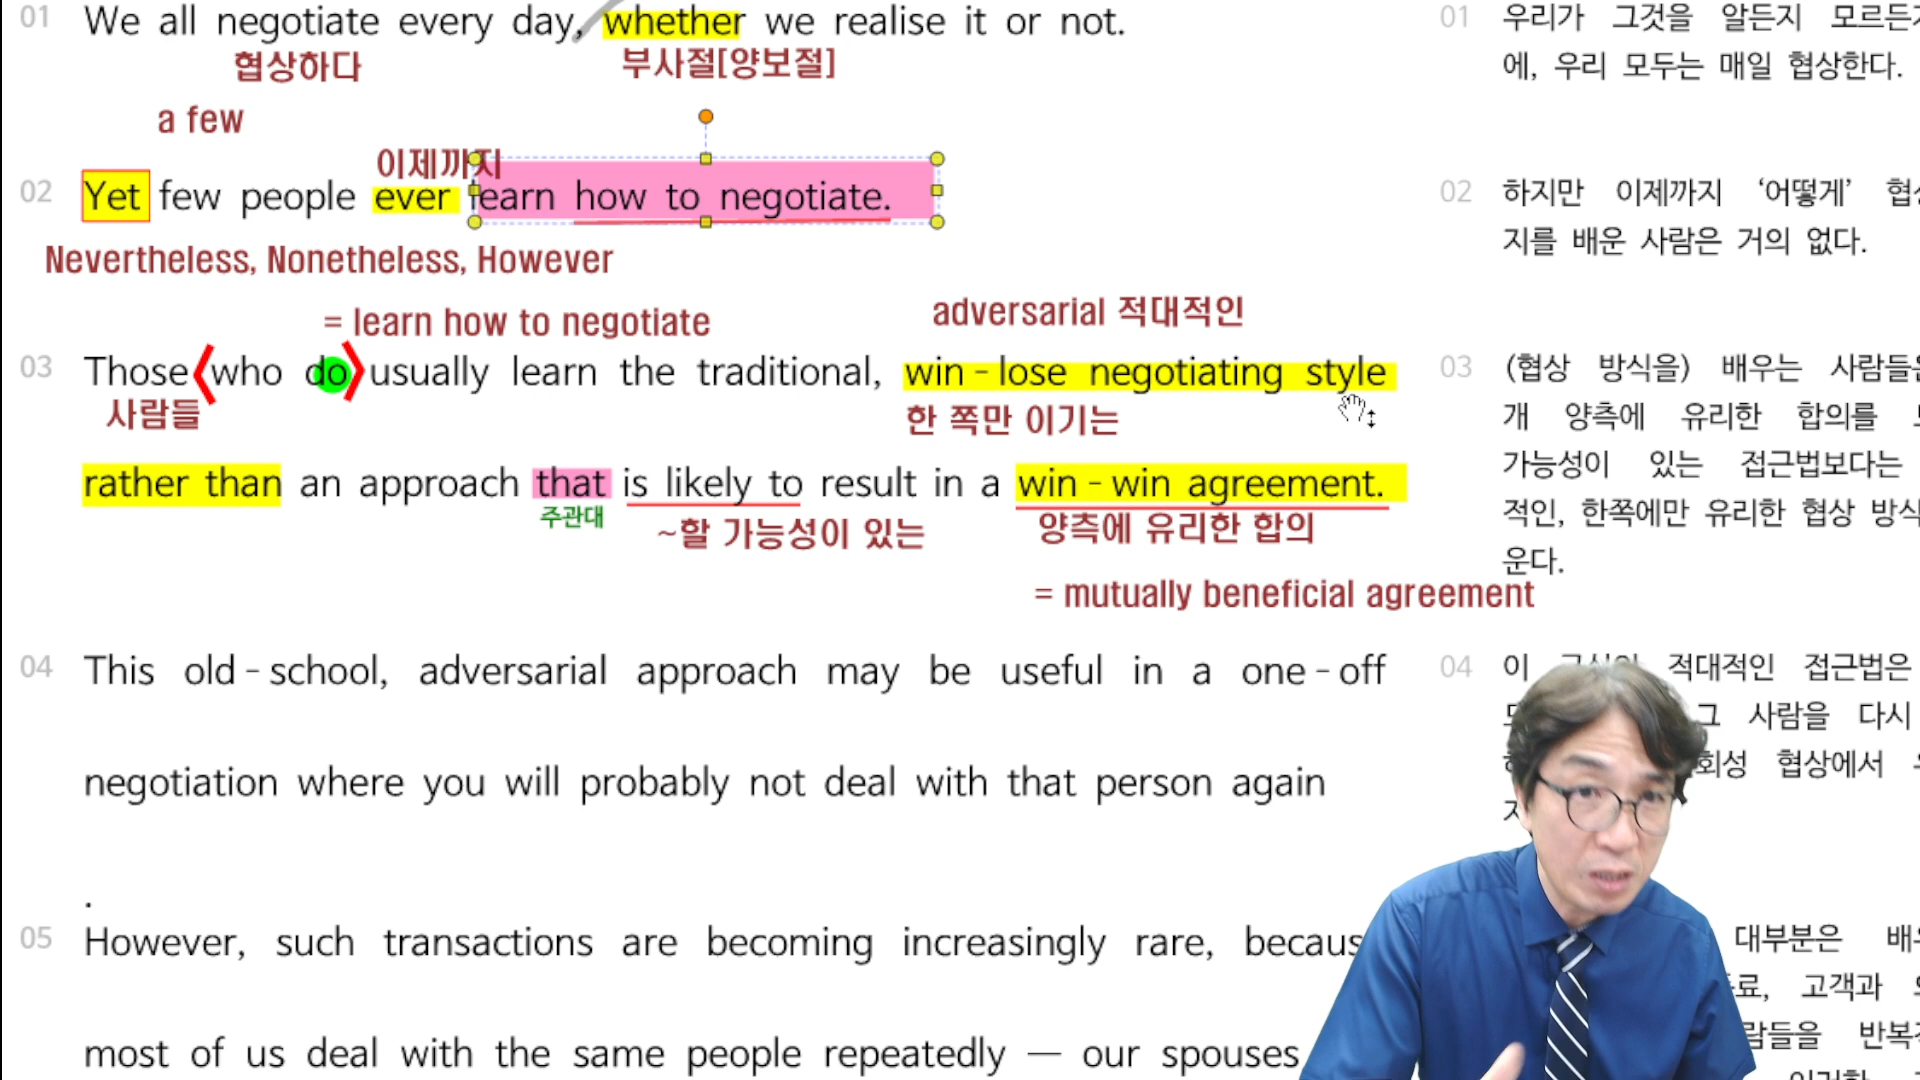 01 We all negotiate every day, whether we realise it or not.
협상하다
부사절[양보절]
a few
이제까지
02 Yet few people ever learn how to negotiate.
Nevertheless, Nonetheless, However
= learn how to negotiate
adversarial 적대적인
03 Those who do usually learn the traditional, win-lose negotiating style
사람들
한 쪽만 이기는
rather than an approach that is likely to result in a win-win agreement.
주관대
~할 가능성이 있는
양측에 유리한 합의
= mutually beneficial agreement
04 This old-school, adversarial approach may be useful in a one-off
negotiation where you will probably not deal with that person again
.
05 However, such transactions are becoming increasingly rare,
most of us deal with the same people repeatedly — our spouses
01 우리가 그것을 알든지 모르든지
에, 우리 모두는 매일 협상한다.
02 하지만 이제까지 ‘어떻게’
지를 배운 사람은 거의 없다.
03 (협상 방식을) 배우는 사람들은
개 양측에 유리한 합의를
가능성이 있는 접근법보다는
적인, 한쪽에만 유리한 협상 방식
운다.
04 이 적대적인 접근법은
그 사람을 다시
회성 협상에서
대부분은
고객과
반복